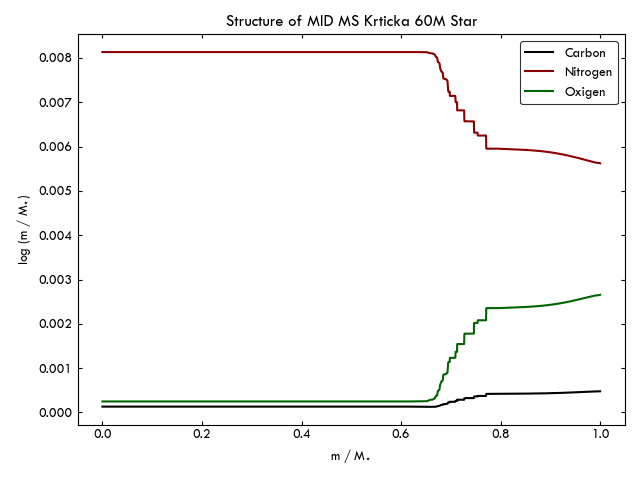 Structure of MID MS Krticka 60M Star
Carbon
Nitrogen
Oxigen
log (m / M*)
0.008
0.007
0.006
0.005
0.004
0.003
0.002
0.001
0.000
0.0 0.2 0.4 0.6 0.8 1.0
m / M*